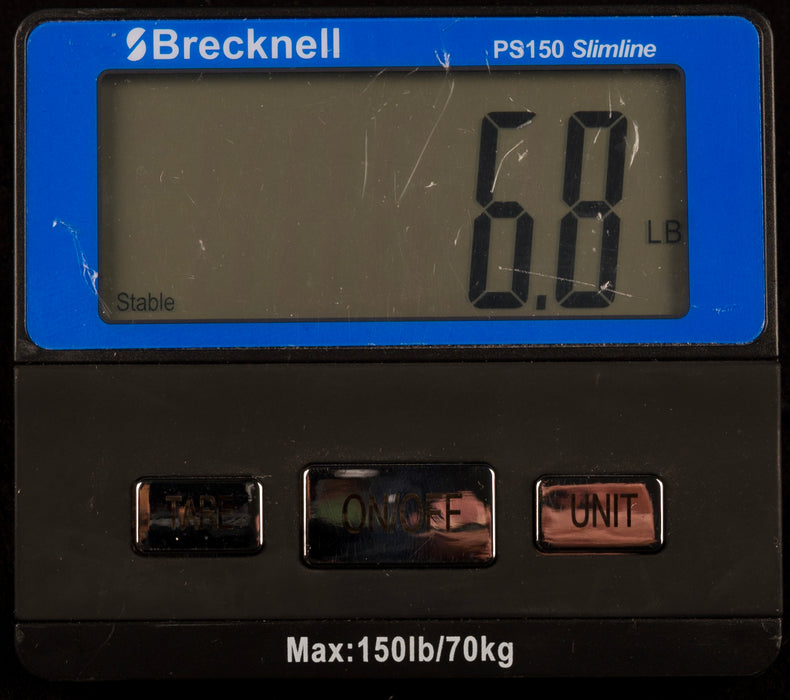 Brecknell PS150 Slimline
6.8 LB
Stable
TARE ON/OFF UNIT
Max:150lb/70kg